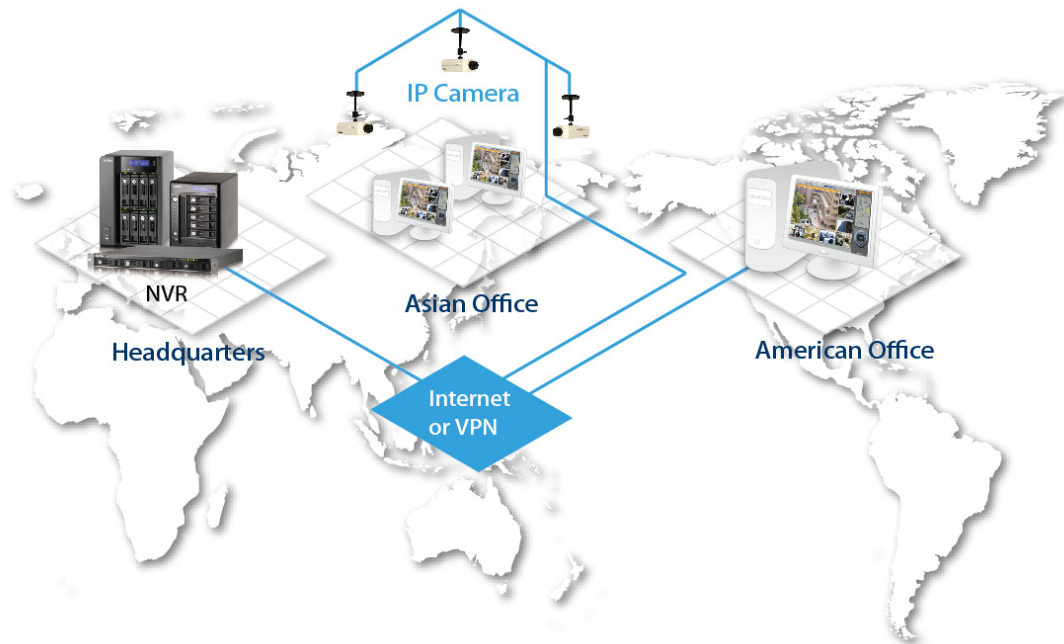 IP Camera
NVR
Asian Office
Headquarters
American Office
Internet
or VPN